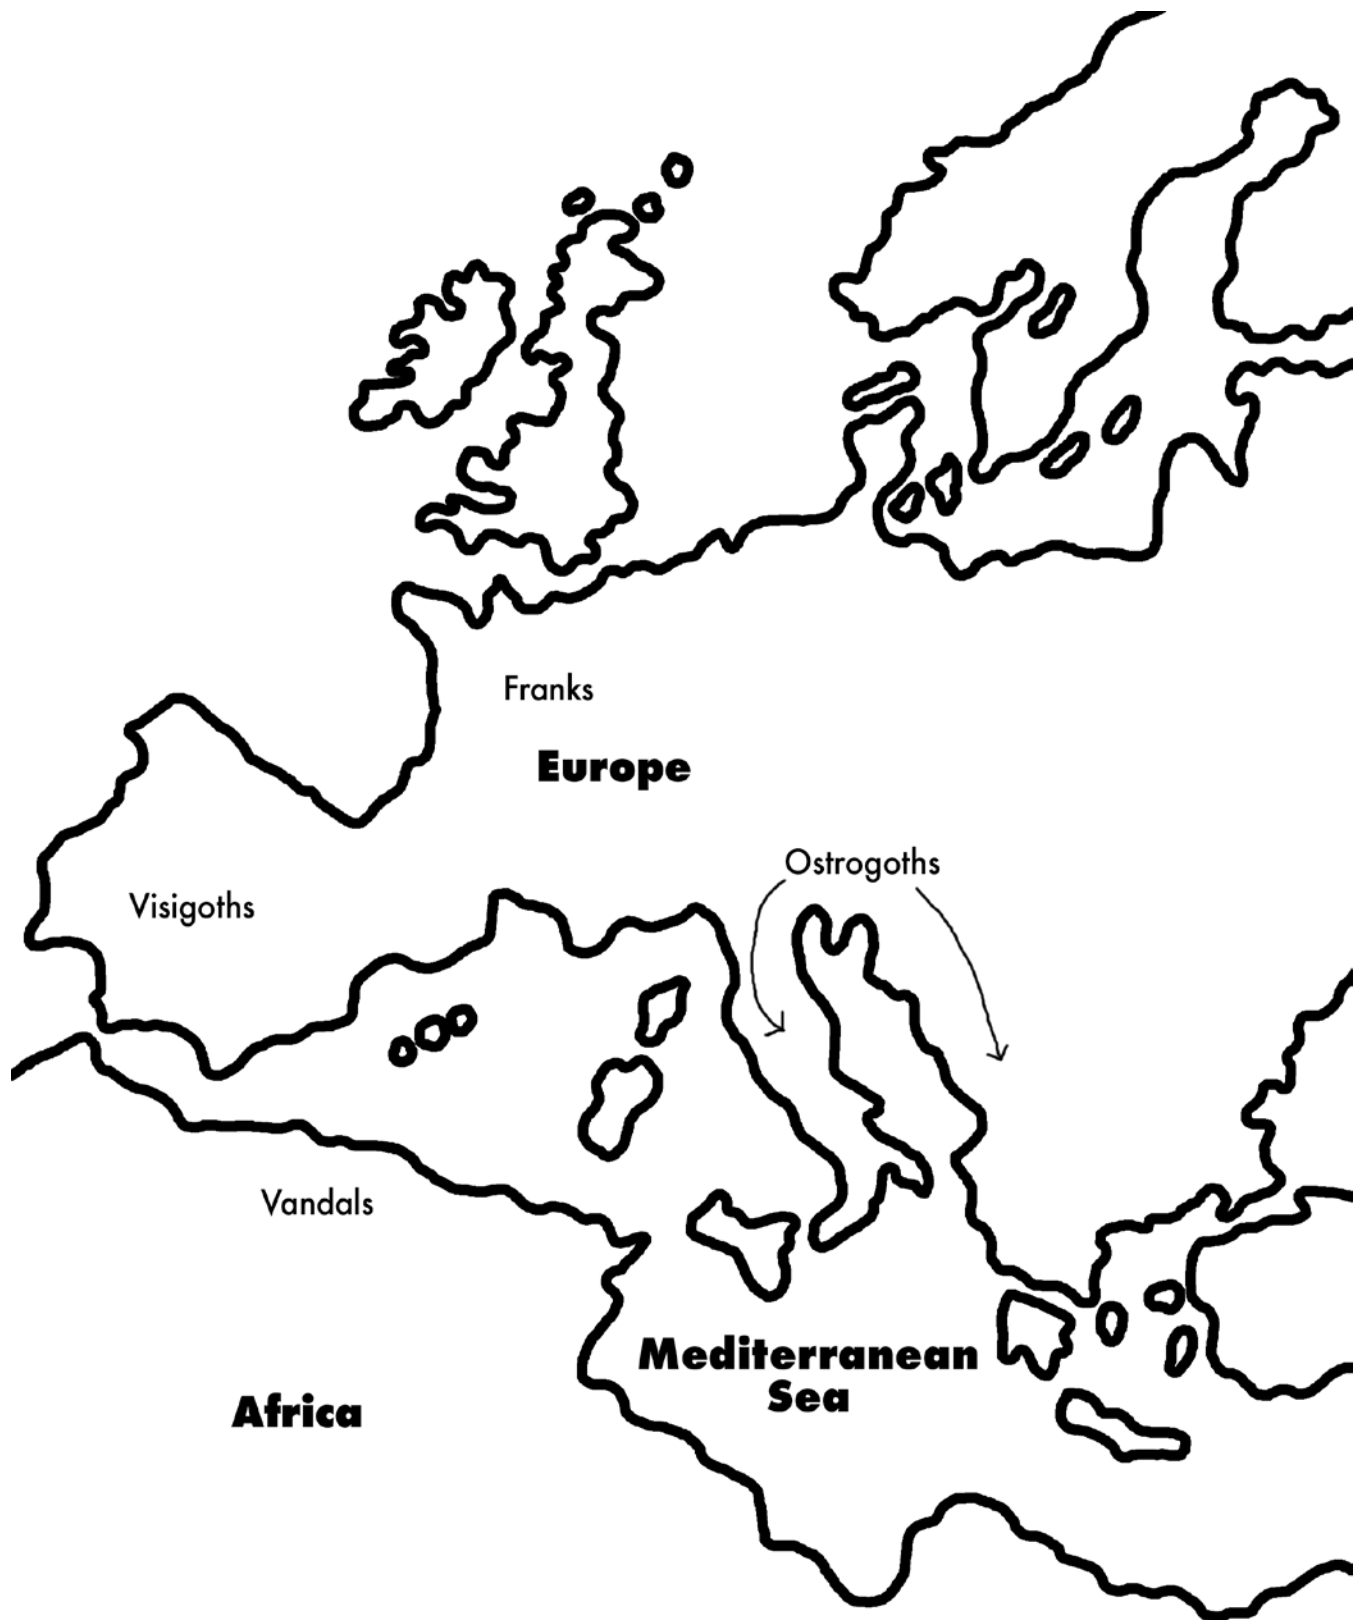 Franks
Europe
Ostrogoths
Visigoths
Vandals
Mediterranean
Sea
Africa